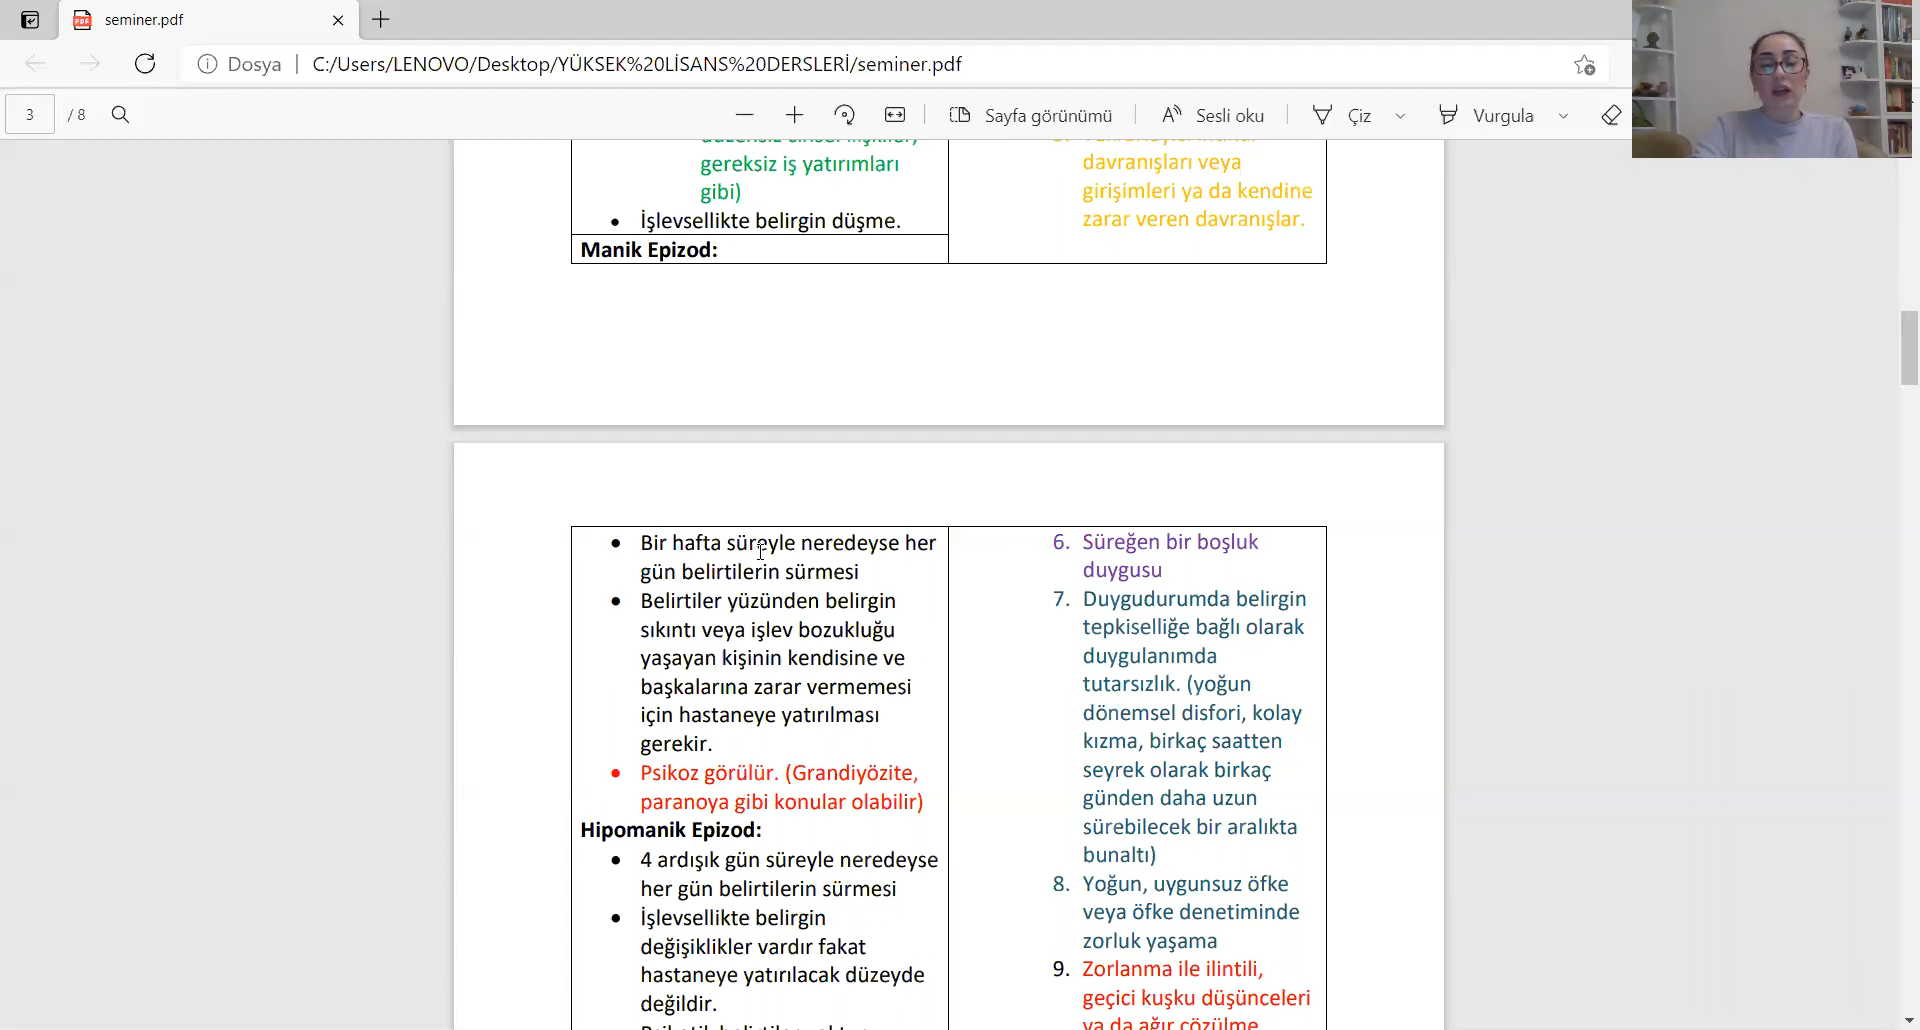 seminer.pdf
Dosya | C:/Users/LENOVO/Desktop/YÜKSEK%20LİSANS%20DERSLERİ/seminer.pdf
3 / 8
Sayfa görünümü
Sesli oku
Çiz
Vurgula
gereksiz iş yatırımları
gibi)
• İşlevsellikte belirgin düşme.
Manik Epizod:
davranışları veya
girişimleri ya da kendine
zarar veren davranışlar.
• Bir hafta süreyle neredeyse her
gün belirtilerin sürmesi
• Belirtiler yüzünden belirgin
sıkıntı veya işlev bozukluğu
yaşayan kişinin kendisine ve
başkalarına zarar vermemesi
için hastaneye yatırılması
gerekir.
• Psikoz görülür. (Grandiyözite,
paranoya gibi konular olabilir)
Hipomanik Epizod:
• 4 ardışık gün süreyle neredeyse
her gün belirtilerin sürmesi
• İşlevsellikte belirgin
değişiklikler vardır fakat
hastaneye yatırılacak düzeyde
değildir.
6. Süreğen bir boşluk
duygusu
7. Duygudurumda belirgin
tepkiselliğe bağlı olarak
duygulanımda
tutarsızlık. (yoğun
dönemsel disfori, kolay
kızma, birkaç saatten
seyrek olarak birkaç
günden daha uzun
sürebilecek bir aralıkta
bunaltı)
8. Yoğun, uygunsuz öfke
veya öfke denetiminde
zorluk yaşama
9. Zorlanma ile ilintili,
geçici kuşku düşünceleri
ya da ağır çözülme